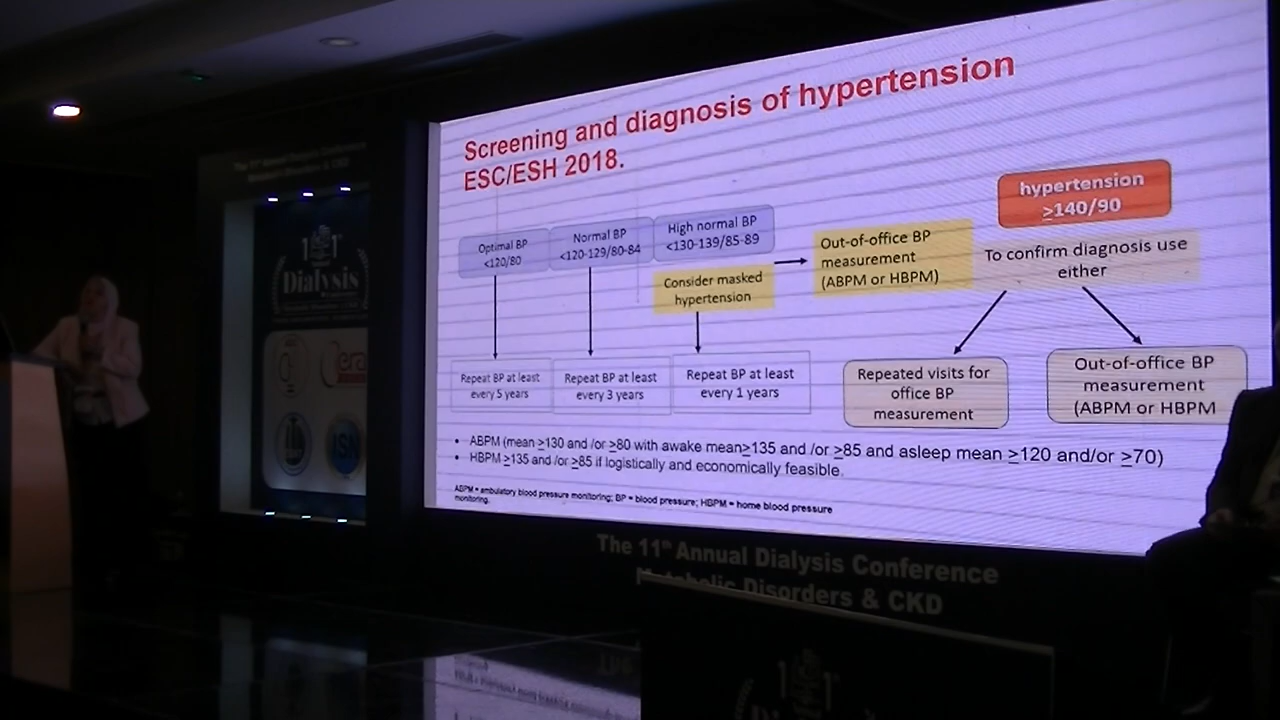 Screening and diagnosis of hypertension
ESC/ESH 2018.
hypertension
≥140/90
Optimal BP
<120/80
Normal BP
<120-129/80-84
High normal BP
<130-139/85-89
Consider masked
hypertension
Out-of-office BP
measurement
(ABPM or HBPM)
To confirm diagnosis use
either
Repeat BP at least
every 5 years
Repeat BP at least
every 3 years
Repeat BP at least
every 1 years
Repeated visits for
office BP
measurement
Out-of-office BP
measurement
(ABPM or HBPM
• ABPM (mean ≥130 and /or ≥80 with awake mean≥135 and /or ≥85 and asleep mean ≥120 and/or ≥70)
• HBPM ≥135 and /or ≥85 if logistically and economically feasible.
ABPM = ambulatory blood pressure monitoring; BP = blood pressure; HBPM = home blood pressure
monitoring.
The 11th Annual Dialysis Conference
Metabolic Disorders & CKD
Dialysis
era
ISN